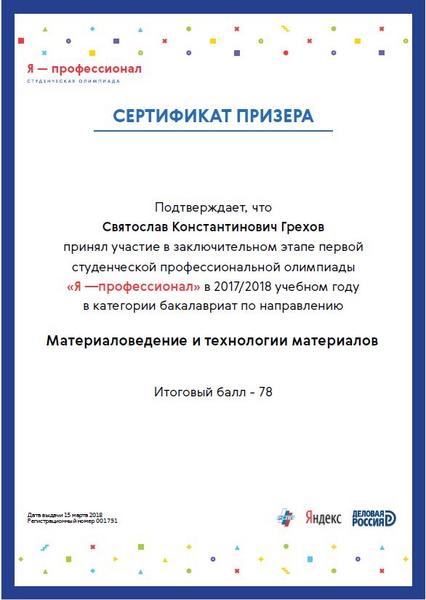 Я — профессионал
СТУДЕНЧЕСКАЯ ОЛИМПИАДА
СЕРТИФИКАТ ПРИЗЕРА
Подтверждает, что
Святослав Константинович Грехов
принял участие в заключительном этапе первой
студенческой профессиональной олимпиады
«Я —профессионал» в 2017/2018 учебном году
в категории бакалавриат по направлению
Материаловедение и технологии материалов
Итоговый балл - 78
Дата выдачи 15 марта 2018
Регистрационный номер 001791
Яндекс
ДЕЛОВАЯ
РОССИЯ